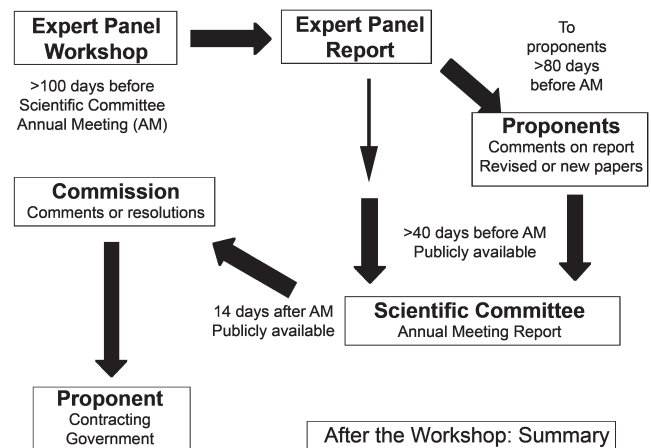 Expert Panel
Workshop
>100 days before
Scientific Committee
Annual Meeting (AM)
Expert Panel
Report
To
proponents
>80 days
before AM
Proponents
Comments on report
Revised or new papers
Commission
Comments or resolutions
>40 days before AM
Publicly available
14 days after AM
Publicly available
Scientific Committee
Annual Meeting Report
Proponent
Contracting
Government
After the Workshop: Summary